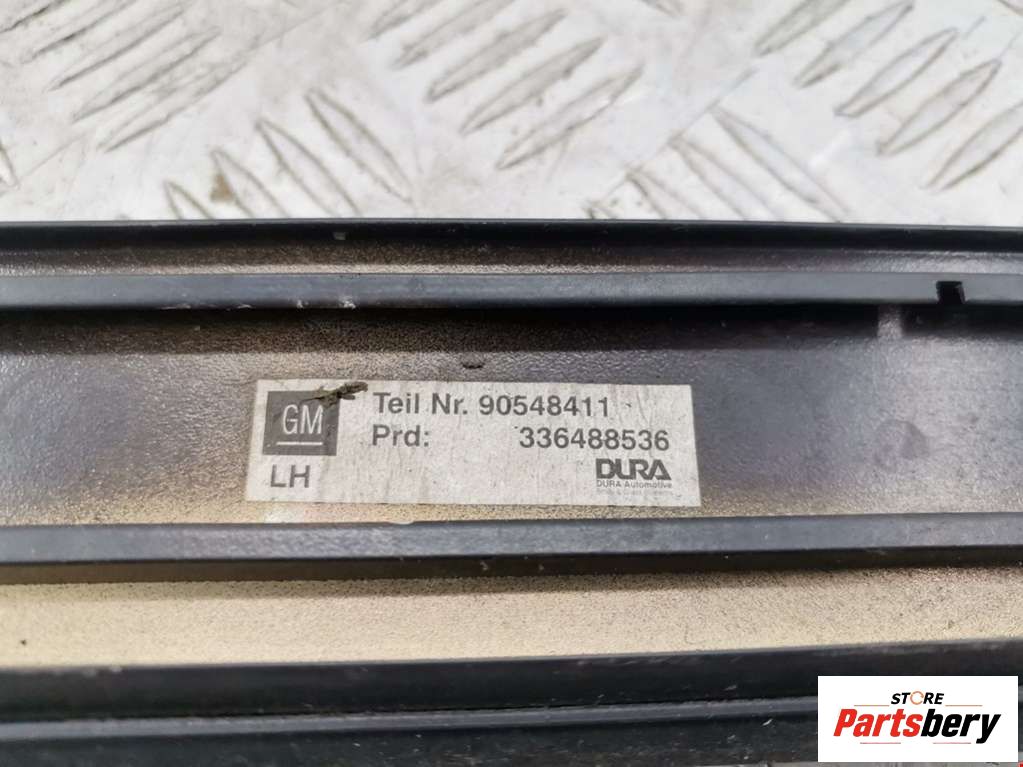 GM
Teil Nr. 90548411
Prd: 336488536
LH
DURA
DURA Automotive
STORE
Partsbery